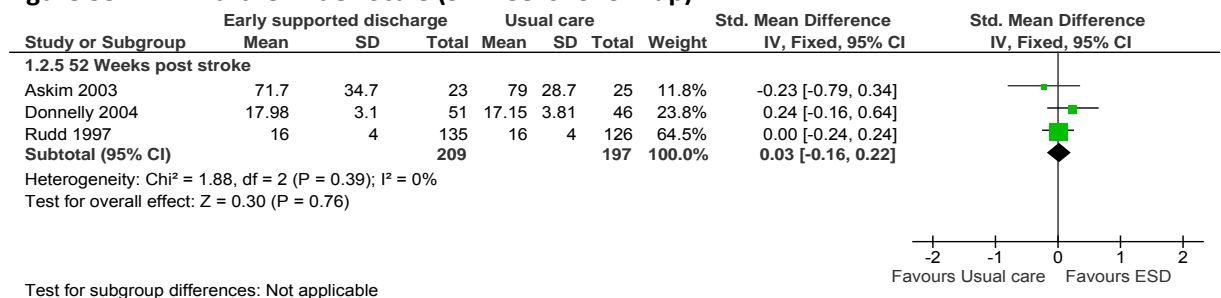 Early supported discharge Usual care Std. Mean Difference Std. Mean Difference
Study or Subgroup Mean SD Total Mean SD Total Weight IV, Fixed, 95% CI IV, Fixed, 95% CI
1.2.5 52 Weeks post stroke
Askim 2003 71.7 34.7 23 79 28.7 25 11.8% -0.23 [-0.79, 0.34]
Donnelly 2004 17.98 3.1 51 17.15 3.81 46 23.8% 0.24 [-0.16, 0.64]
Rudd 1997 16 4 135 16 4 126 64.5% 0.00 [-0.24, 0.24]
Subtotal (95% CI) 209 197 100.0% 0.03 [-0.16, 0.22]
Heterogeneity: Chi² = 1.88, df = 2 (P = 0.39); I² = 0%
Test for overall effect: Z = 0.30 (P = 0.76)
-2 -1 0 1 2
Favours Usual care Favours ESD
Test for subgroup differences: Not applicable